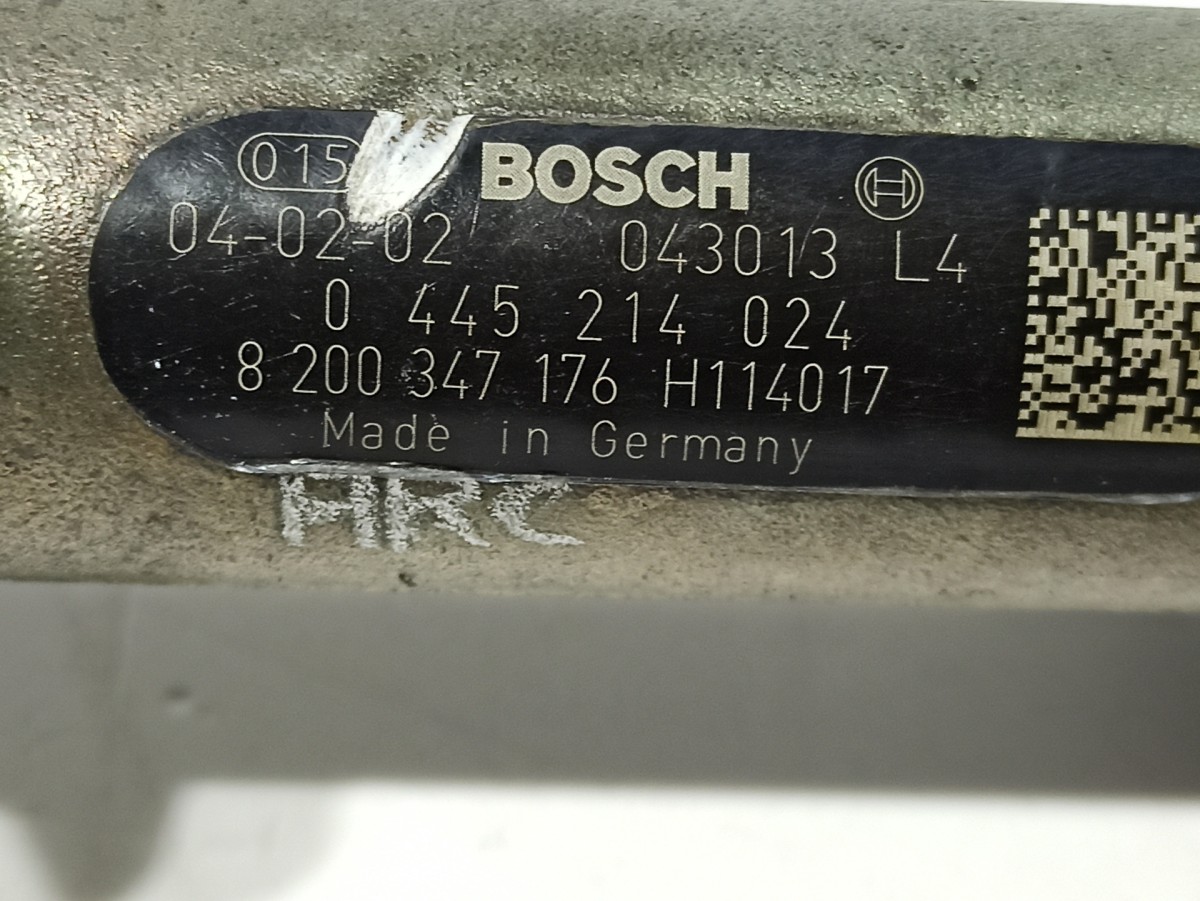 015 BOSCH
04-02-02 043013 L4
0 445 214 024
8 200 347 176 H114017
Made in Germany
ARC